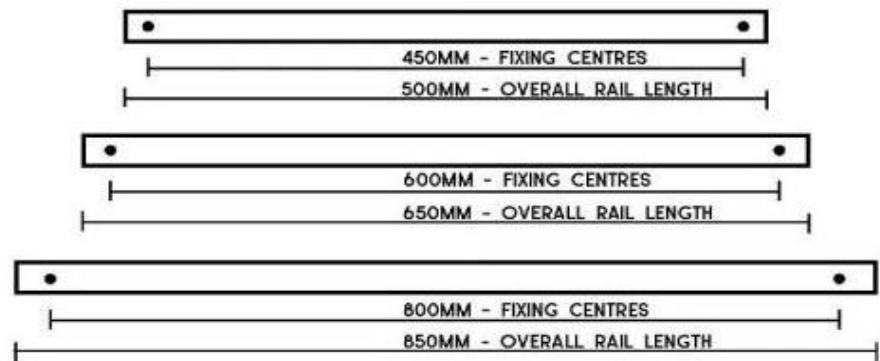 450MM - FIXING CENTRES
500MM - OVERALL RAIL LENGTH
600MM - FIXING CENTRES
650MM - OVERALL RAIL LENGTH
800MM - FIXING CENTRES
850MM - OVERALL RAIL LENGTH